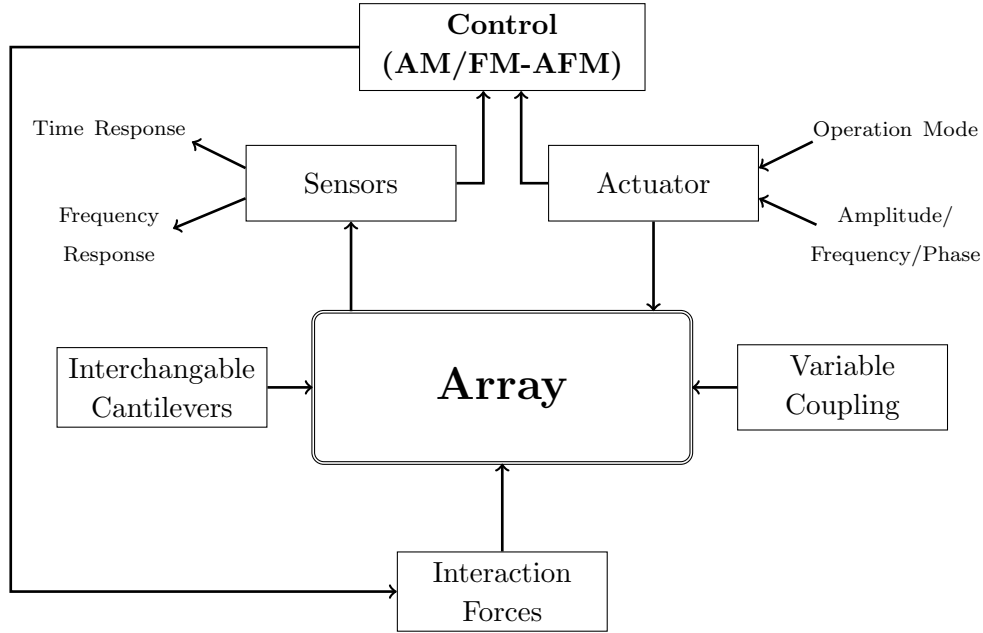 Control
(AM/FM-AFM)
Time Response
Operation Mode
Sensors
Actuator
Frequency
Response
Amplitude/
Frequency/Phase
Interchangable
Cantilevers
Array
Variable
Coupling
Interaction
Forces